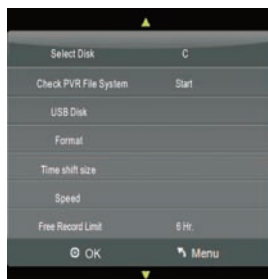 Select Disk C
Check PVR File System Start
USB Disk
Format
Time shift size
Speed
Free Record Limit 6 Hr.
OK Menu